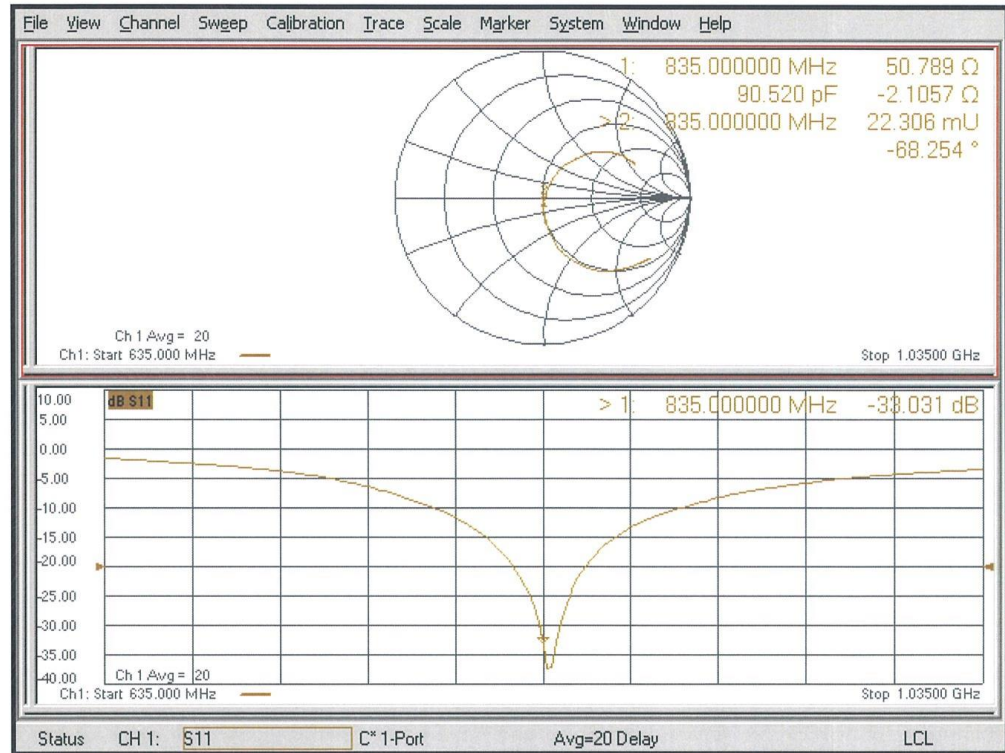 File View Channel Sweep Calibration Trace Scale Marker System Window Help
1: 835.000000 MHz 50.789 Ω
90.520 pF -2.1057 Ω
> 2: 835.000000 MHz 22.306 mU
-68.254 °
Ch 1 Avg = 20
Ch1: Start 635.000 MHz
Stop 1.03500 GHz
10.00
dB S11
> 1: 835.000000 MHz -33.031 dB
5.00
0.00
-5.00
-10.00
-15.00
-20.00
-25.00
-30.00
-35.00
-40.00
Ch 1 Avg = 20
Ch1: Start 635.000 MHz
Stop 1.03500 GHz
Status CH 1: S11 C* 1-Port Avg=20 Delay LCL